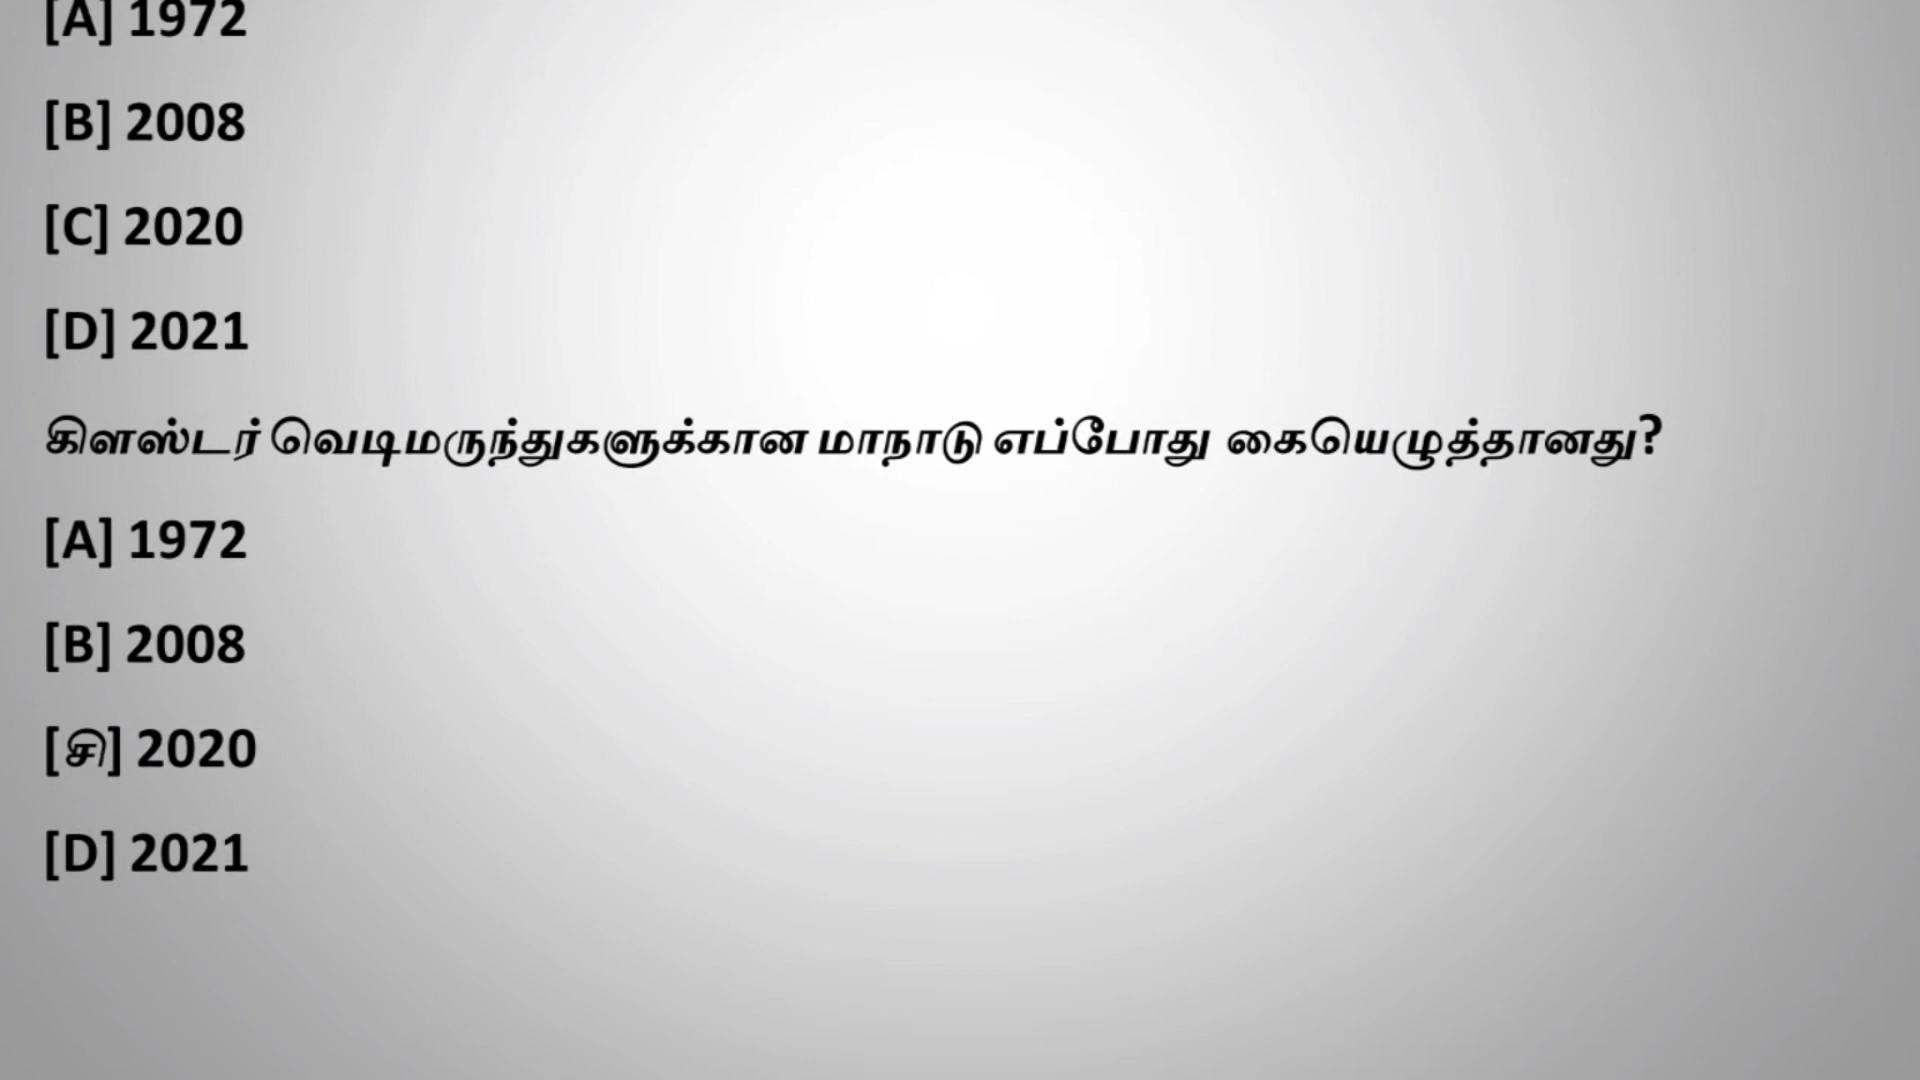 [A] 1972
[B] 2008
[C] 2020
[D] 2021
கிளஸ்டர் வெடிமருந்துகளுக்கான மாநாடு எப்போது கையெழுத்தானது?
[A] 1972
[B] 2008
[சி] 2020
[D] 2021